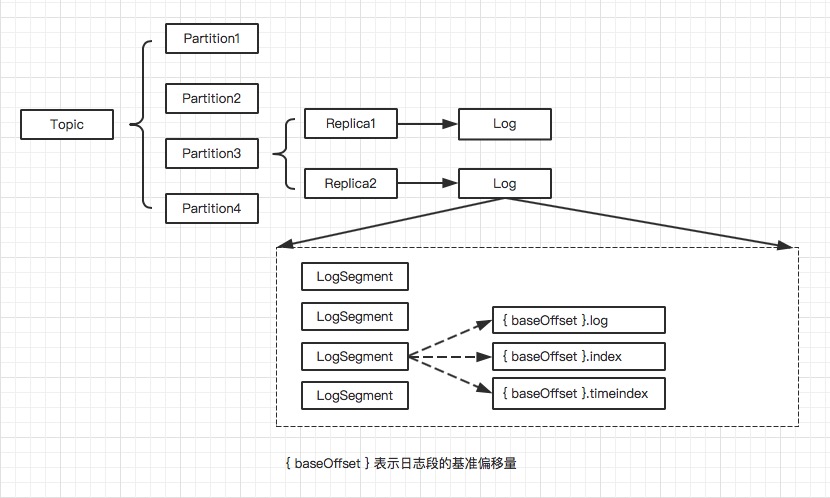 Topic
Partition1
Partition2
Partition3
Partition4
Replica1
Log
Replica2
Log
LogSegment
LogSegment
LogSegment
LogSegment
{ baseOffset }.log
{ baseOffset }.index
{ baseOffset }.timeindex
{ baseOffset } 表示日志段的基准偏移量